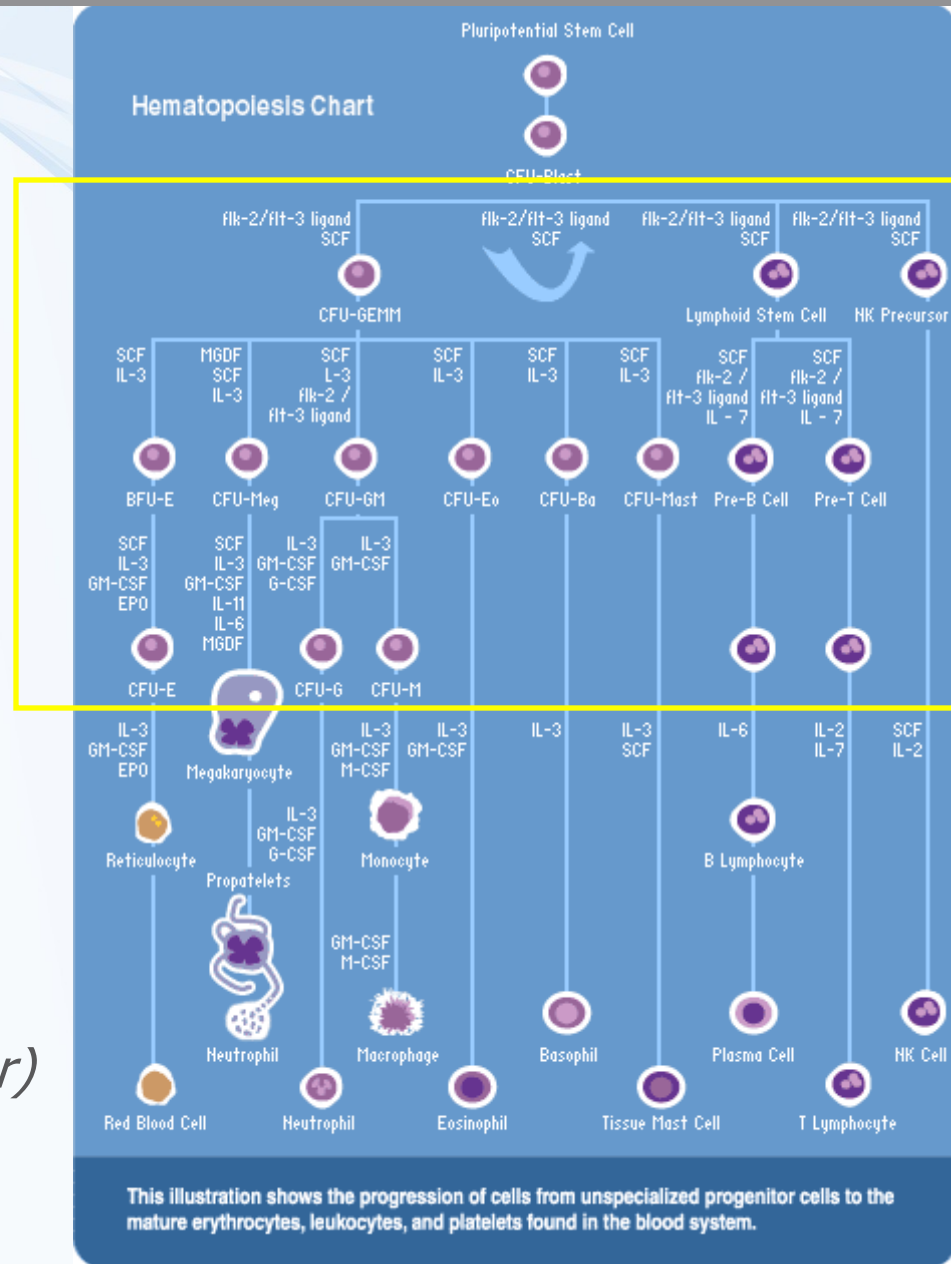 Pluripotential Stem Cell
Hematopoiesis Chart
CFU-Blast
flk-2/flt-3 ligand
SCF
flk-2/flt-3 ligand
SCF
flk-2/flt-3 ligand
SCF
flk-2/flt-3 ligand
SCF
CFU-GEMM
Lymphoid Stem Cell
NK Precursor
SCF
IL-3
MGDF
SCF
IL-3
SCF
L-3
flk-2 /
flt-3 ligand
SCF
IL-3
SCF
IL-3
SCF
IL-3
SCF
flk-2 /
flt-3 ligand
IL - 7
SCF
flk-2 /
flt-3 ligand
IL - 7
BFU-E
CFU-Meg
CFU-GM
CFU-Eo
CFU-Ba
CFU-Mast
Pre-B Cell
Pre-T Cell
SCF
IL-3
GM-CSF
EPO
SCF
IL-3
GM-CSF
IL-11
IL-6
MGDF
IL-3
GM-CSF
G-CSF
IL-3
GM-CSF
CFU-E
CFU-G
CFU-M
IL-3
GM-CSF
EPO
Megakaryocyte
IL-3
GM-CSF
M-CSF
IL-3
GM-CSF
IL-3
IL-3
SCF
IL-6
IL-2
IL-7
SCF
IL-2
IL-3
GM-CSF
G-CSF
Reticulocyte
Monocyte
B Lymphocyte
Propatelets
GM-CSF
M-CSF
Neutrophil
Macrophage
Basophil
Plasma Cell
NK Cell
r)
Red Blood Cell
Neutrophil
Eosinophil
Tissue Mast Cell
T Lymphocyte
This illustration shows the progression of cells from unspecialized progenitor cells to the
mature erythrocytes, leukocytes, and platelets found in the blood system.